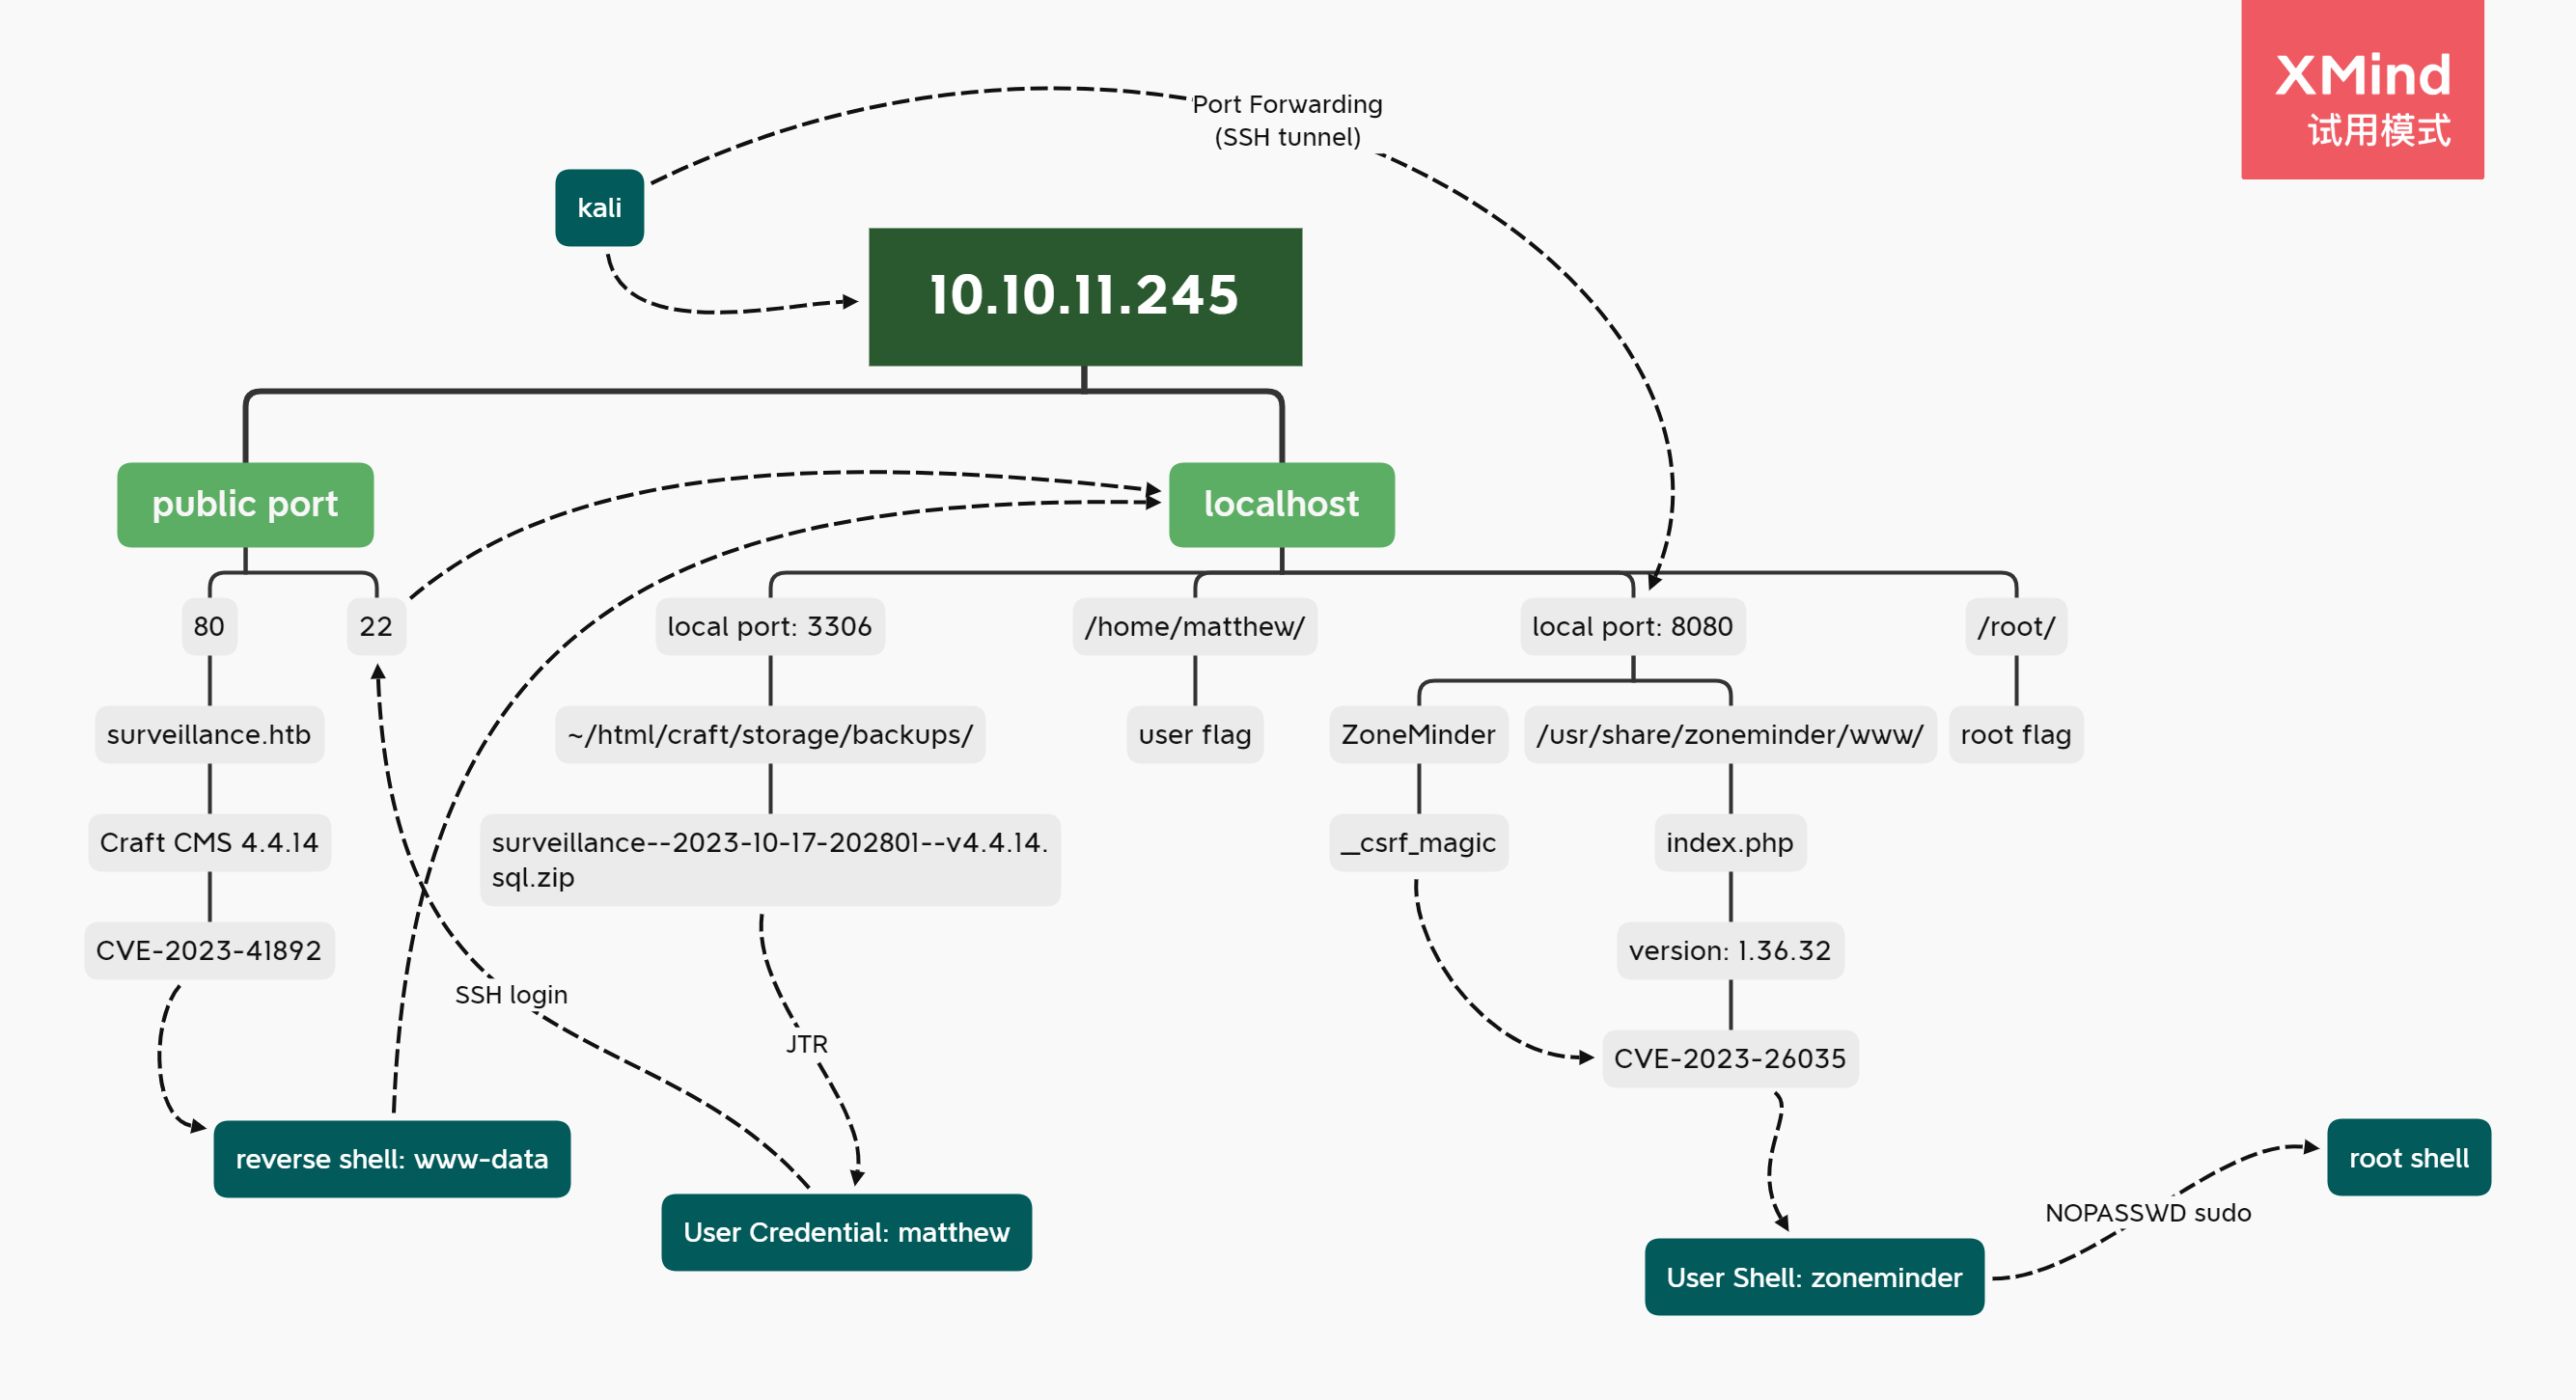 XMind
试用模式
Port Forwarding
(SSH tunnel)
kali
10.10.11.245
public port
localhost
80
22
local port: 3306
/home/matthew/
local port: 8080
/root/
surveillance.htb
~/html/craft/storage/backups/
user flag
ZoneMinder
/usr/share/zoneminder/www/
root flag
Craft CMS 4.4.14
surveillance--2023-10-17-202801--v4.4.14.
sql.zip
__csrf_magic
index.php
CVE-2023-41892
version: 1.36.32
SSH login
JTR
CVE-2023-26035
reverse shell: www-data
root shell
NOPASSWD sudo
User Credential: matthew
User Shell: zoneminder